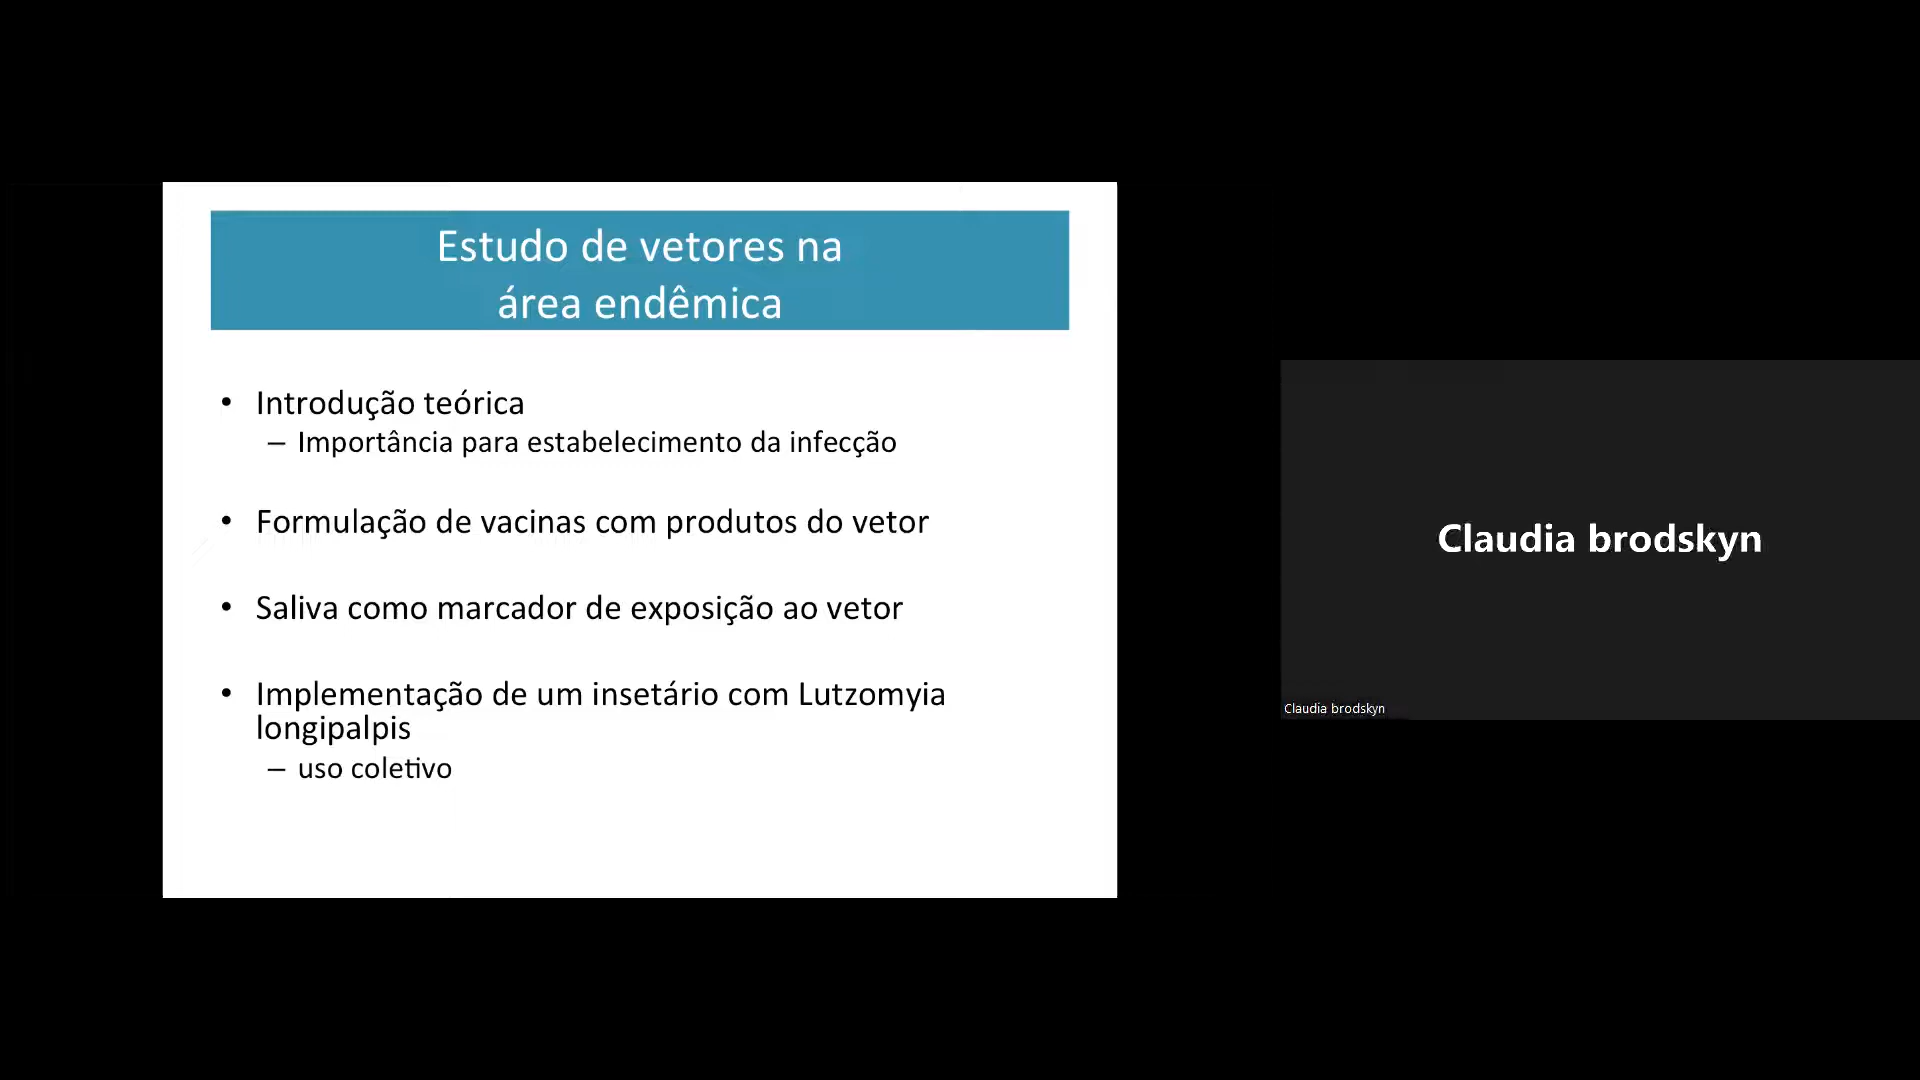 Estudo de vetores na
área endêmica
• Introdução teórica
– Importância para estabelecimento da infecção
• Formulação de vacinas com produtos do vetor
• Saliva como marcador de exposição ao vetor
• Implementação de um insetário com Lutzomyia
longipalpis
– uso coletivo
Claudia brodskyn
Claudia brodskyn